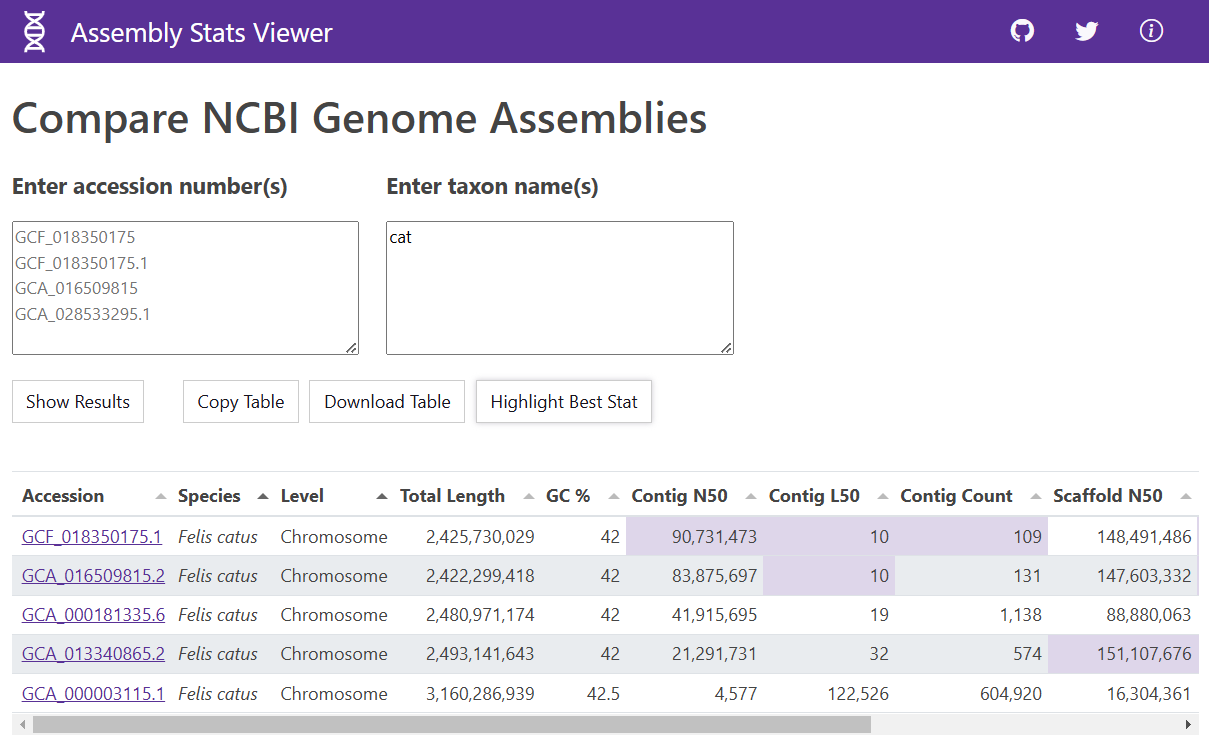 Assembly Stats Viewer
Compare NCBI Genome Assemblies
Enter accession number(s) Enter taxon name(s)
GCF_018350175 cat
GCF_018350175.1
GCA_016509815
GCA_028533295.1
Show Results Copy Table Download Table Highlight Best Stat
Accession Species Level Total Length GC % Contig N50 Contig L50 Contig Count Scaffold N50
GCF_018350175.1 Felis catus Chromosome 2,425,730,029 42 90,731,473 10 109 148,491,486
GCA_016509815.2 Felis catus Chromosome 2,422,299,418 42 83,875,697 10 131 147,603,332
GCA_000181335.6 Felis catus Chromosome 2,480,971,174 42 41,915,695 19 1,138 88,880,063
GCA_013340865.2 Felis catus Chromosome 2,493,141,643 42 21,291,731 32 574 151,107,676
GCA_000003115.1 Felis catus Chromosome 3,160,286,939 42.5 4,577 122,526 604,920 16,304,361